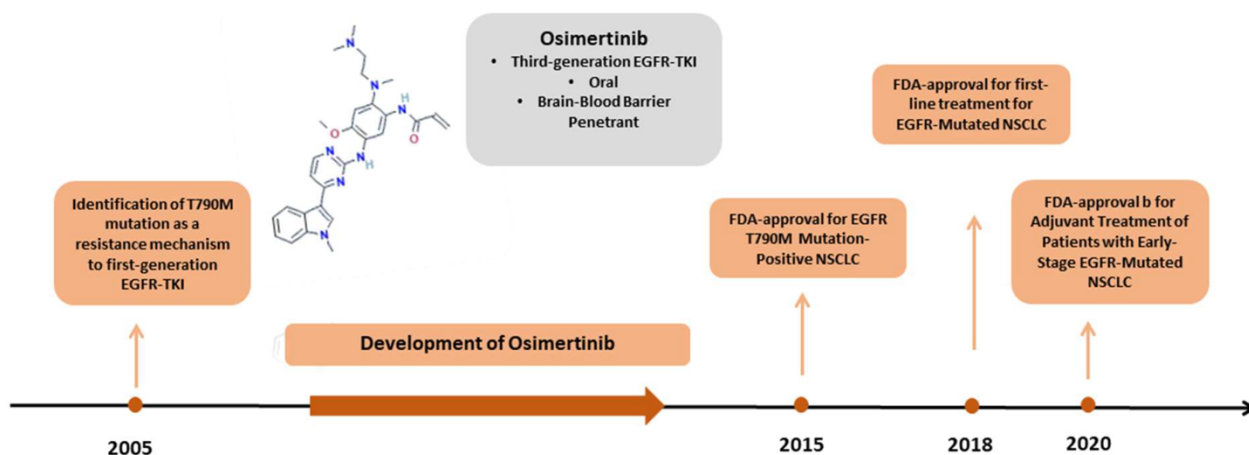 Osimertinib
• Third-generation EGFR-TKI
• Oral
• Brain-Blood Barrier
Penetrant
N
N
O
N
H
O
N
N
H
N
N
FDA-approval for first-
line treatment for
EGFR-Mutated NSCLC
Identification of T790M
mutation as a
resistance mechanism
to first-generation
EGFR-TKI
FDA-approval for EGFR
T790M Mutation-
Positive NSCLC
FDA-approval b for
Adjuvant Treatment of
Patients with Early-
Stage EGFR-Mutated
NSCLC
Development of Osimertinib
2005
2015
2018
2020